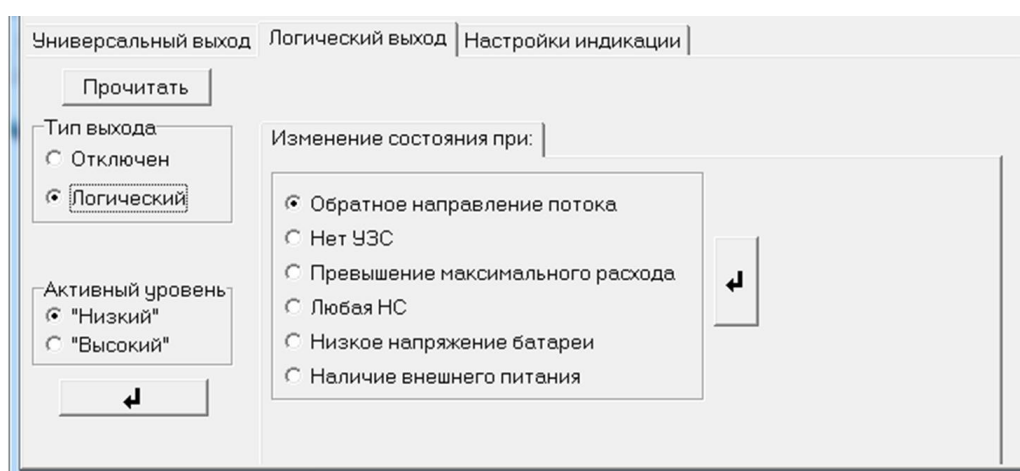 Универсальный выход Логический выход Настройки индикации
Прочитать
Тип выхода
Отключен
Логический
Активный уровень
"Низкий"
"Высокий"
Изменение состояния при:
Обратное направление потока
Нет УЗС
Превышение максимального расхода
Любая НС
Низкое напряжение батареи
Наличие внешнего питания